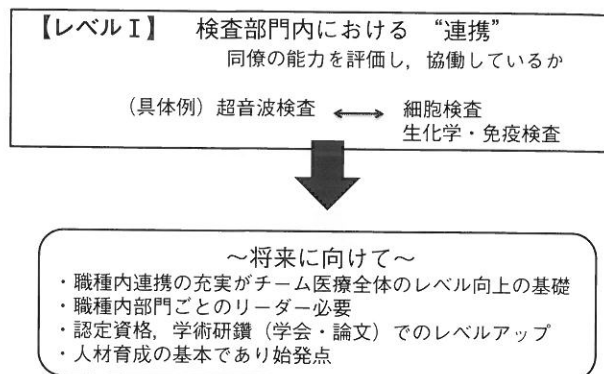 【レベルⅠ】 検査部門内における “連携”
同僚の能力を評価し，協働しているか
（具体例）超音波検査 ⟷ 細胞検査
生化学・免疫検査
～将来に向けて～
・職種内連携の充実がチーム医療全体のレベル向上の基礎
・職種内部門ごとのリーダー必要
・認定資格，学術研鑽（学会・論文）でのレベルアップ
・人材育成の基本であり始発点